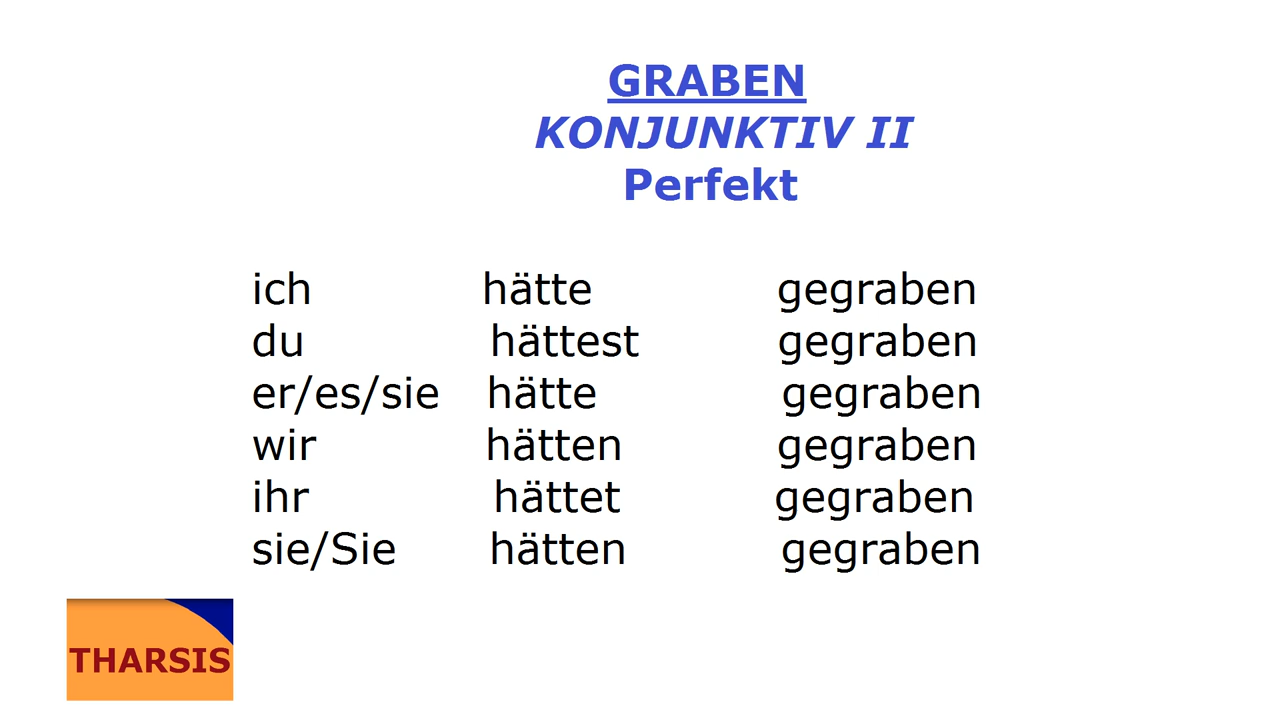 GRABEN
KONJUNKTIV II
Perfekt
ich hätte gegraben
du hättest gegraben
er/es/sie hätte gegraben
wir hätten gegraben
ihr hättet gegraben
sie/Sie hätten gegraben
THARSIS